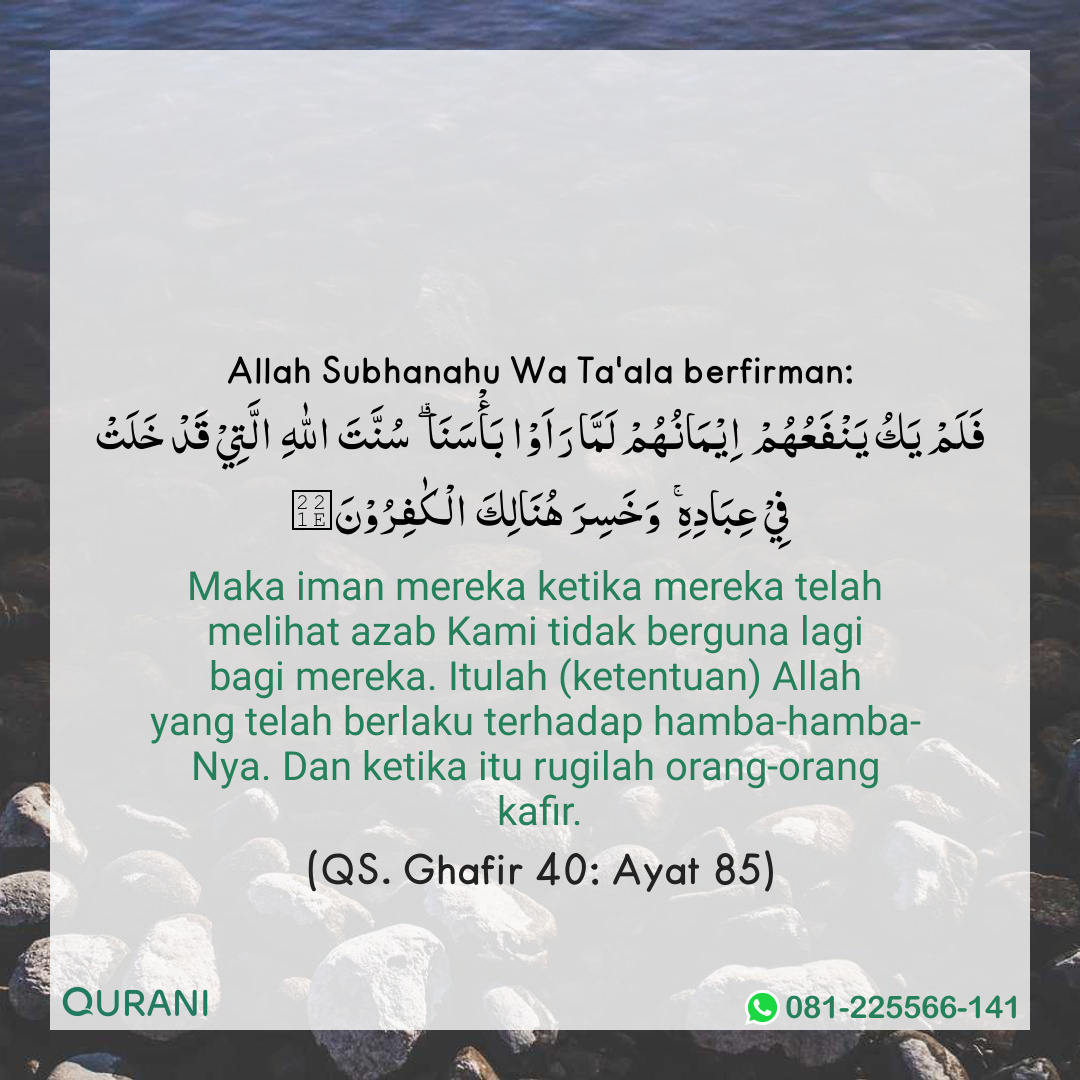 Allah Subhanahu Wa Ta'ala berfirman:
فَلَمْ يَكُ يَنْفَعُهُمْ اِيْمَانُهُمْ لَمَّا رَاَوْا بَأْسَنَا ۗ سُنَّتَ اللّٰهِ الَّتِيْ قَدْ خَلَتْ
فِيْ عِبَادِهِ ۚ وَخَسِرَ هُنَالِكَ الْكٰفِرُوْنَ
Maka iman mereka ketika mereka telah
melihat azab Kami tidak berguna lagi
bagi mereka. Itulah (ketentuan) Allah
yang telah berlaku terhadap hamba-hamba-
Nya. Dan ketika itu rugilah orang-orang
kafir.
(QS. Ghafir 40: Ayat 85)
QURANI
081-225566-141